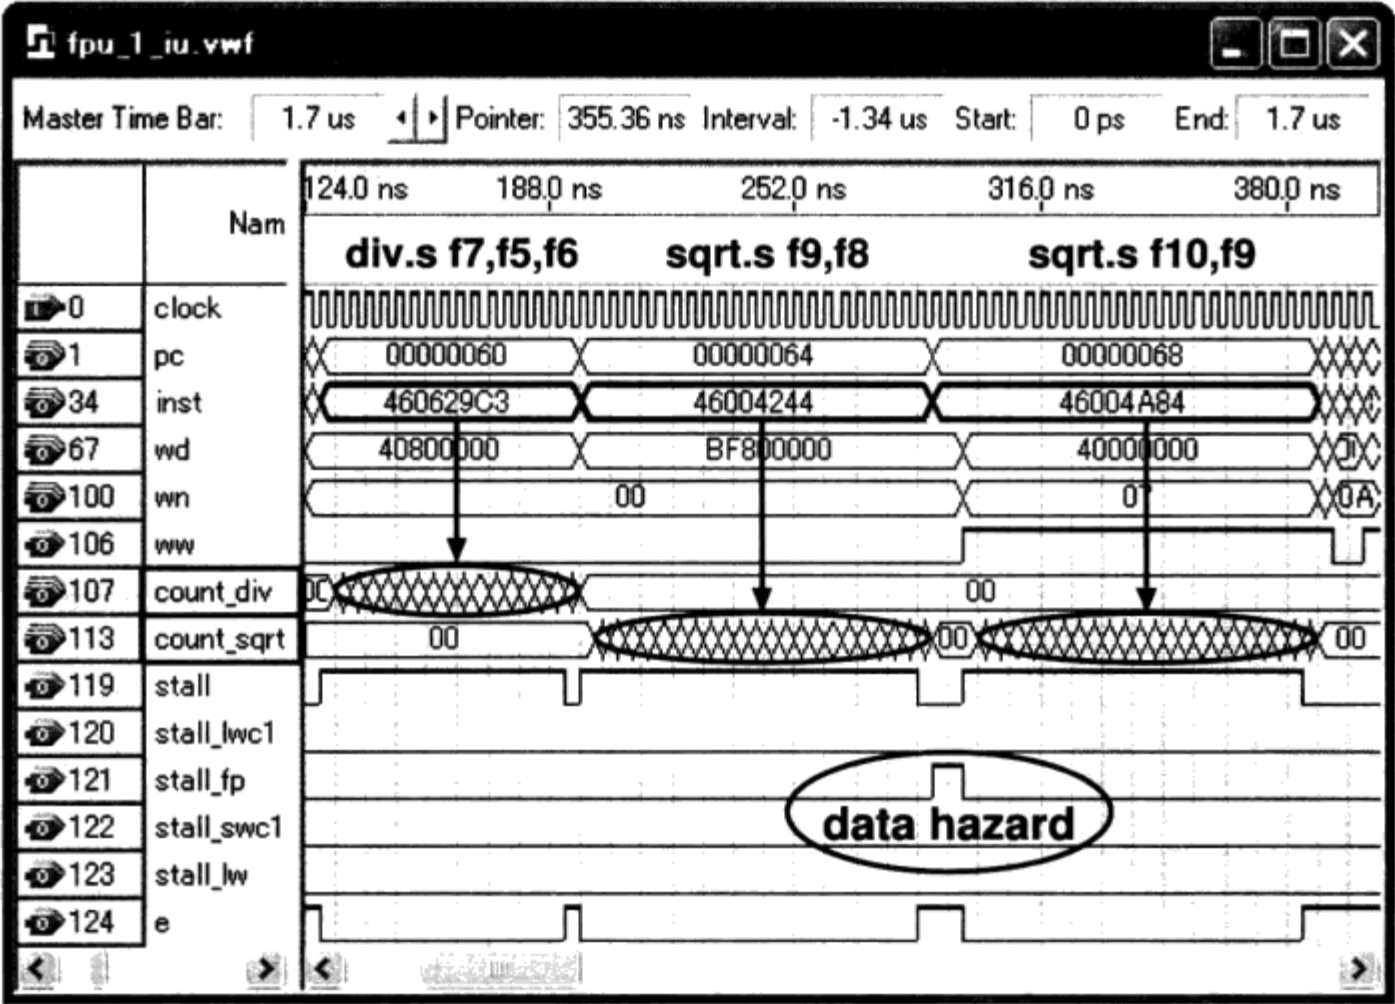 fpu_1_iu.vwf
Master Time Bar: 1.7 us Pointer: 355.36 ns Interval: -1.34 us Start: 0 ps End: 1.7 us
124.0 ns 188.0 ns 252.0 ns 316.0 ns 380.0 ns
Nam
div.s f7,f5,f6 sqrt.s f9,f8 sqrt.s f10,f9
0 clock
1 pc 00000060 00000064 00000068
34 inst 460629C3 46004244 46004A84
67 wd 40800000 BF800000 40000000
100 wn 00 0A
106 ww
107 count_div 00
113 count_sqrt 00 00 00
119 stall
120 stall_lwc1
121 stall_fp
data hazard
122 stall_swc1
123 stall_lw
124 e